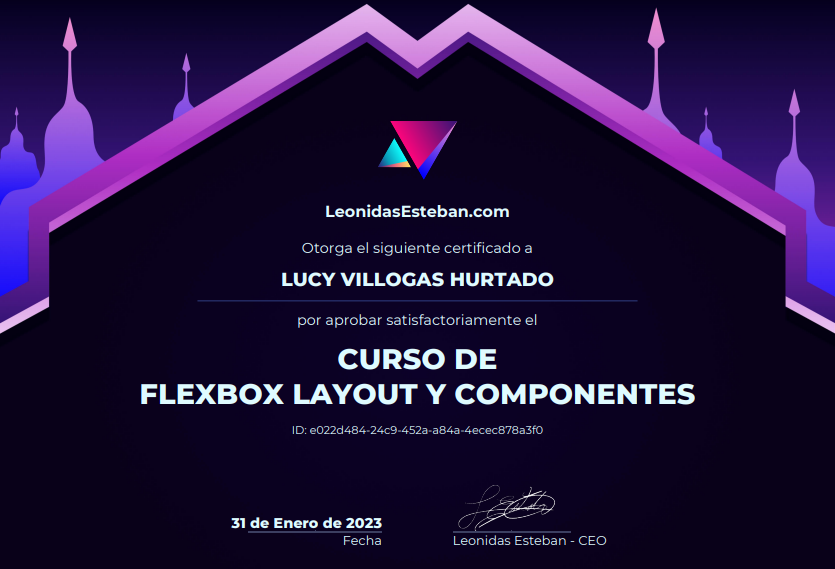 LeonidasEsteban.com
Otorga el siguiente certificado a
LUCY VILLOGAS HURTADO
por aprobar satisfactoriamente el
CURSO DE
FLEXBOX LAYOUT Y COMPONENTES
ID: e022d484-24c9-452a-a84a-4ecec878a3f0
31 de Enero de 2023
Fecha
Leonidas Esteban - CEO